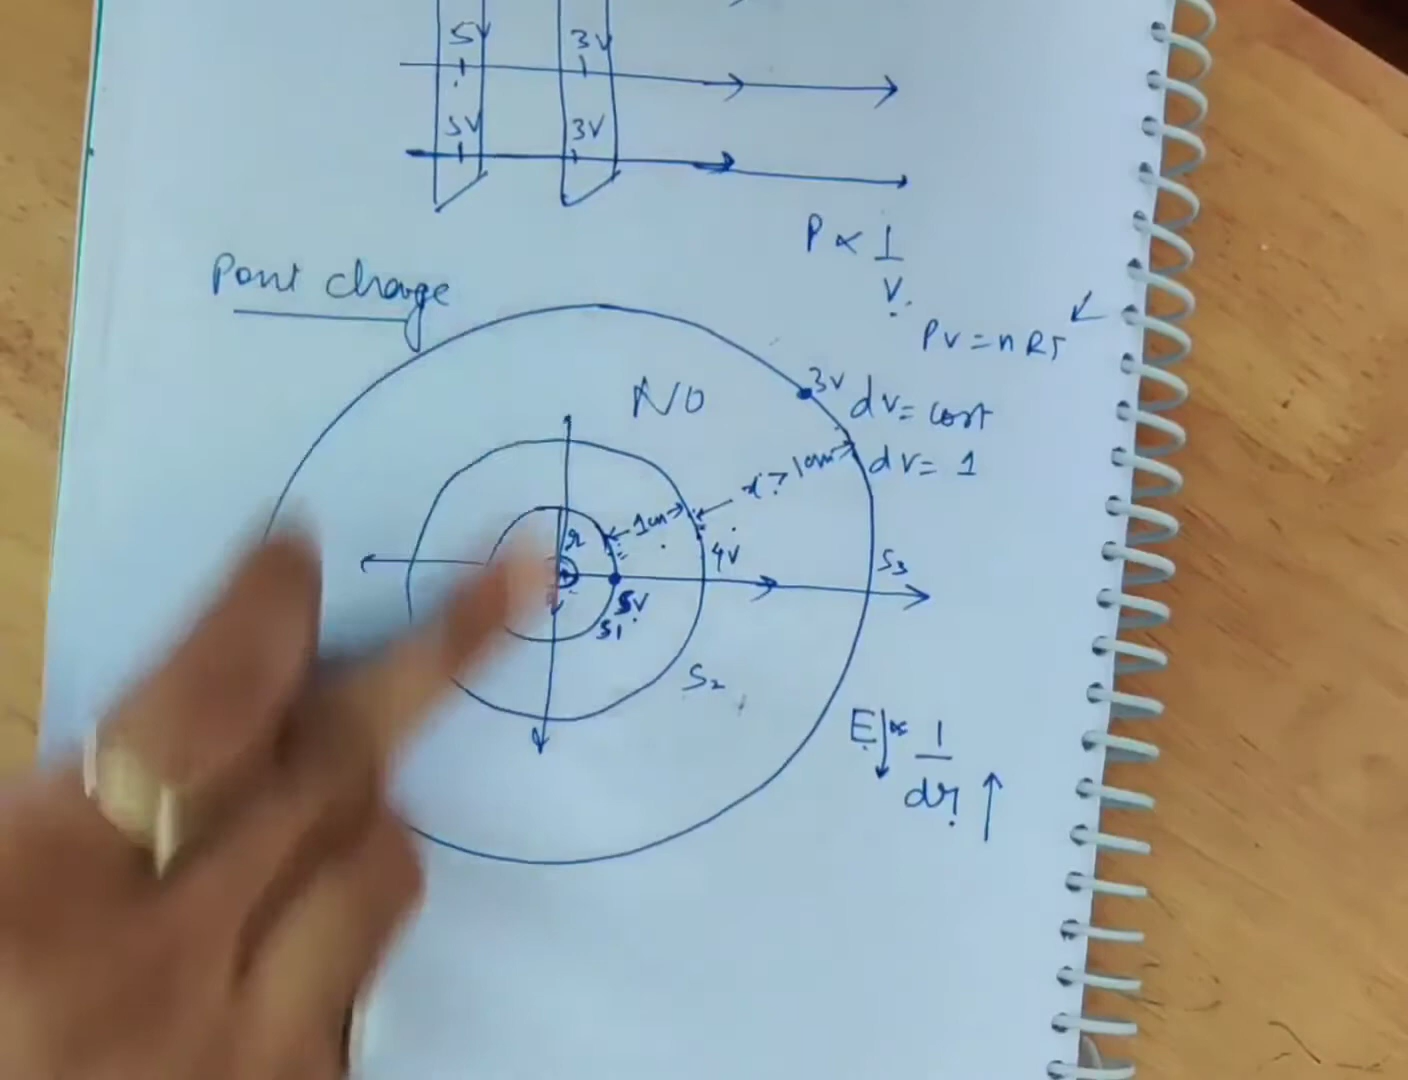 5V 3V
5V 3V
P ∝ 1/V
Point charge
PV = nRT
3V
NO
dV = const
x > 1cm
dV = 1
1cm
r
4V
S3
5V
S1
S2
E↓ ∝ 1/dr ↑